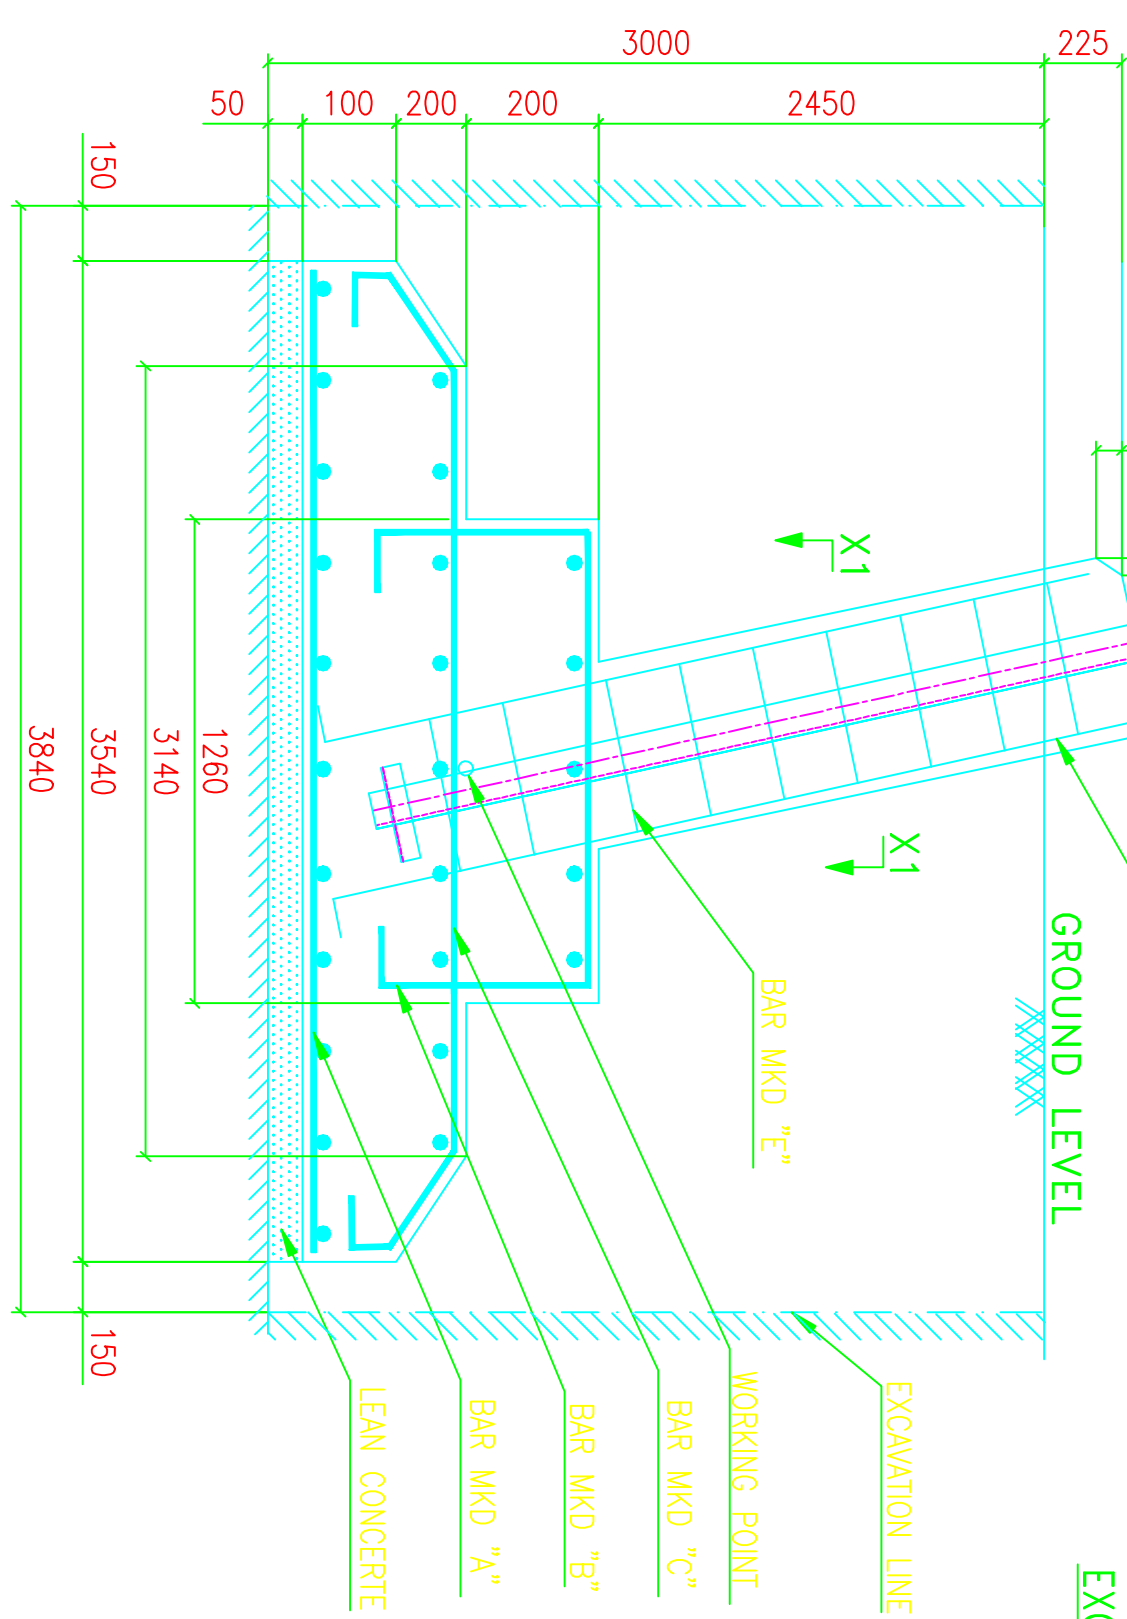 3000
225
50
100
200
200
2450
150
3840
3540
3140
1260
150
X1
X1
GROUND LEVEL
BAR MKD "E"
EXCAVATION LINE
WORKING POINT
BAR MKD "C"
BAR MKD "B"
BAR MKD "A"
LEAN CONCERTE